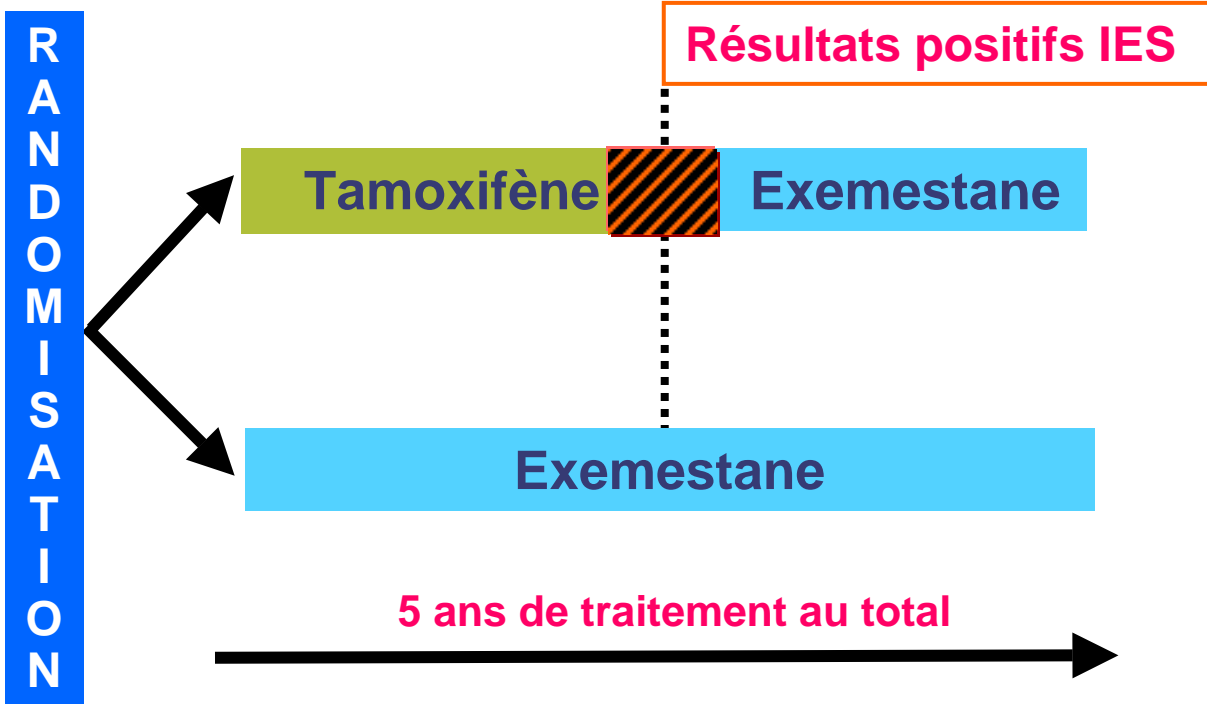 RANDOMISATION
Résultats positifs IES
Tamoxifène
Exemestane
Exemestane
5 ans de traitement au total